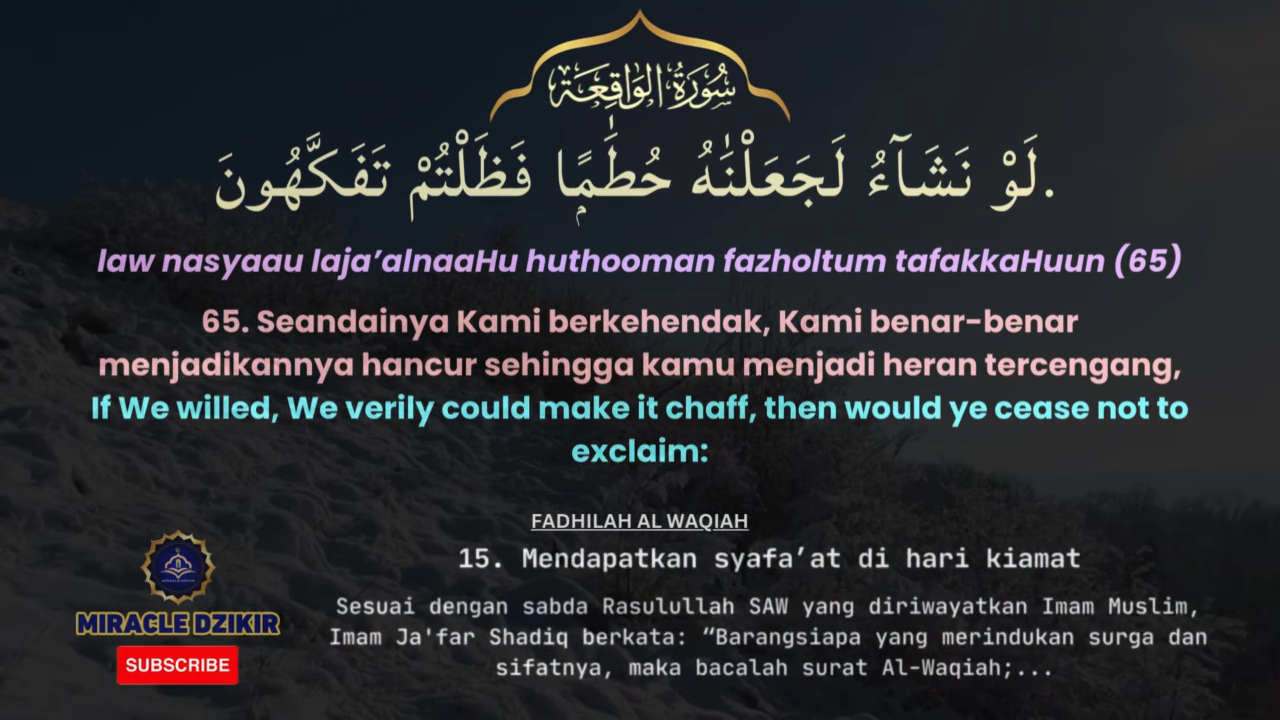 سُورَةُ الوَاقِعَة
لَوْ نَشَآءُ لَجَعَلْنَٰهُ حُطَٰمًۭا فَظَلْتُمْ تَفَكَّهُونَ.
law nasyaau laja’alnaaHu huthooman fazholtum tafakkaHuun (65)
65. Seandainya Kami berkehendak, Kami benar-benar
menjadikannya hancur sehingga kamu menjadi heran tercengang,
If We willed, We verily could make it chaff, then would ye cease not to
exclaim:
FADHILAH AL WAQIAH
15. Mendapatkan syafa’at di hari kiamat
Sesuai dengan sabda Rasulullah SAW yang diriwayatkan Imam Muslim,
Imam Ja'far Shadiq berkata: “Barangsiapa yang merindukan surga dan
sifatnya, maka bacalah surat Al-Waqiah;...
MIRACLE DZIKIR
MIRACLE DZIKIR
SUBSCRIBE